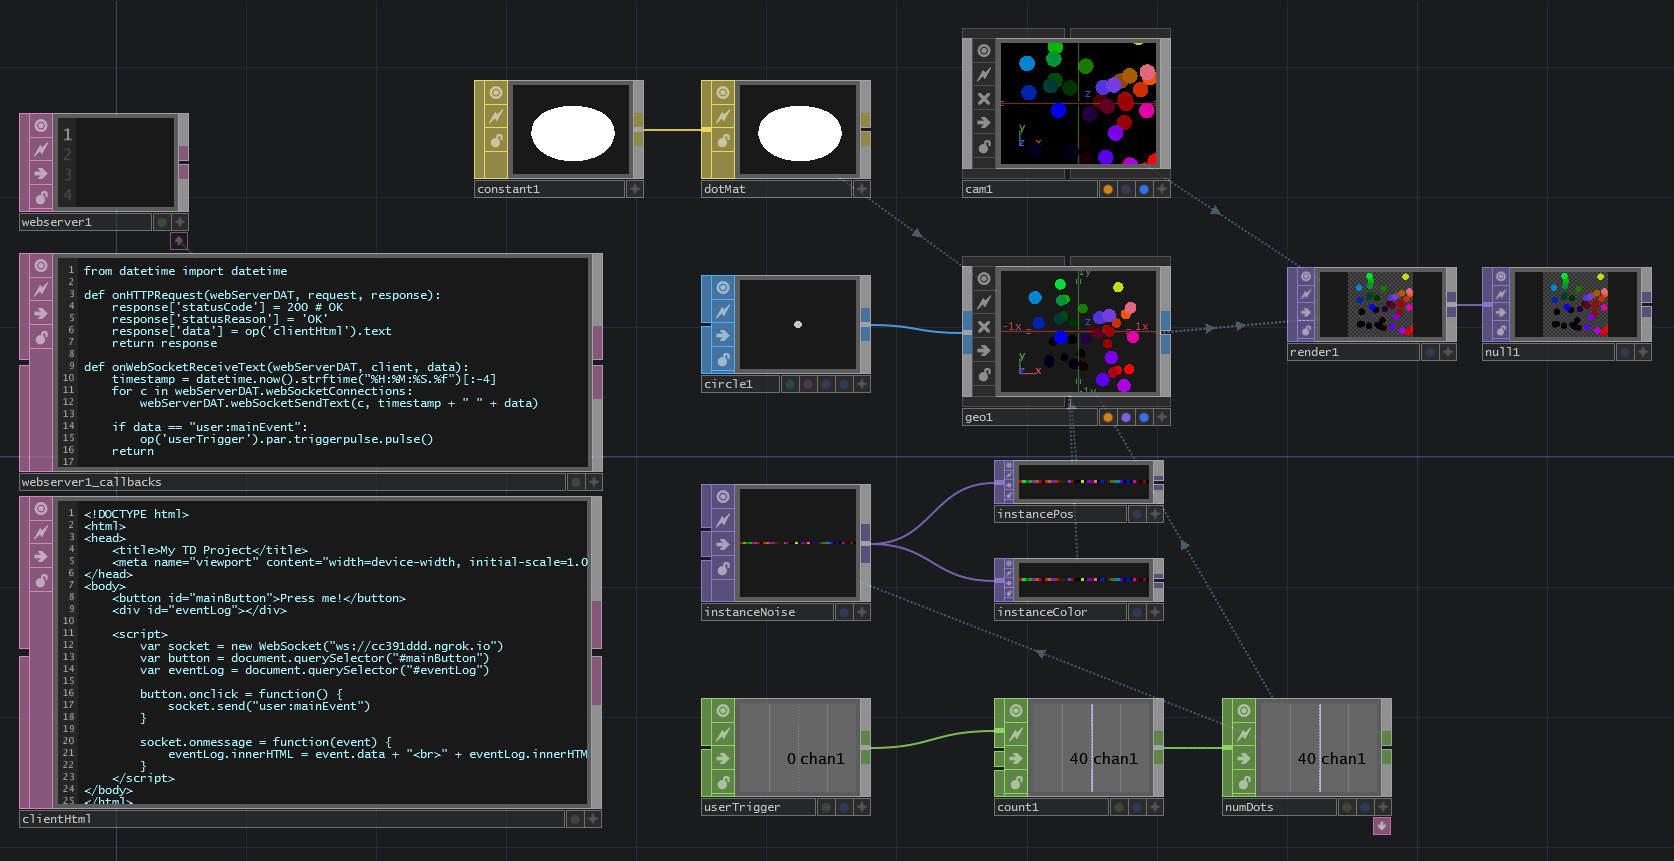 1
2
3
4
webserver1
1 from datetime import datetime
2
3 def onHTTPRequest(webServerDAT, request, response):
4 response['statusCode'] = 200 # OK
5 response['statusReason'] = 'OK'
6 response['data'] = op('clientHtml').text
7 return response
8
9 def onWebSocketReceiveText(webServerDAT, client, data):
10 timestamp = datetime.now().strftime("%H:%M:%S.%f")[:-4]
11 for c in webServerDAT.webSocketConnections:
12 webServerDAT.webSocketSendText(c, timestamp + " " + data)
13
14 if data == "user:mainEvent":
15 op('userTrigger').par.triggerpulse.pulse()
16 return
17
webserver1_callbacks
1 <!DOCTYPE html>
2 <html>
3 <head>
4 <title>My TD Project</title>
5 <meta name="viewport" content="width=device-width, initial-scale=1.0
6 </head>
7 <body>
8 <button id="mainButton">Press me!</button>
9 <div id="eventLog"></div>
10
11 <script>
12 var socket = new WebSocket("ws://cc391ddd.ngrok.io")
13 var button = document.querySelector("#mainButton")
14 var eventLog = document.querySelector("#eventLog")
15
16 button.onclick = function() {
17 socket.send("user:mainEvent")
18 }
19
20 socket.onmessage = function(event) {
21 eventLog.innerHTML = event.data + "<br>" + eventLog.innerHTM
22 }
23 </script>
24 </body>
25 </html>
clientHtml
constant1
dotMat
z
y
z x
cam1
circle1
1y
-1x
z
1x
y
z x
-1y
geo1
render1
null1
instanceNoise
instancePos
instanceColor
0 chan1
userTrigger
40 chan1
count1
40 chan1
numDots